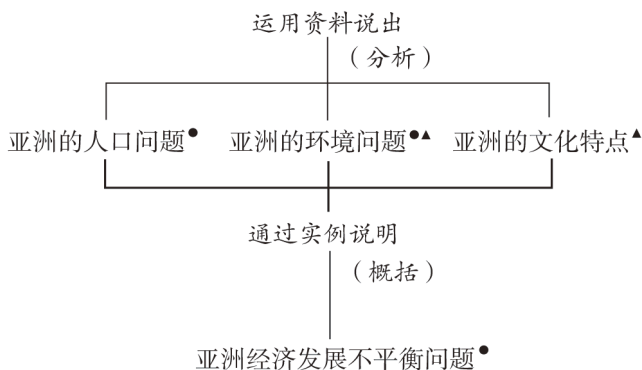 运用资料说出
（分析）
亚洲的人口问题● 亚洲的环境问题●▲ 亚洲的文化特点▲
通过实例说明
（概括）
亚洲经济发展不平衡问题●